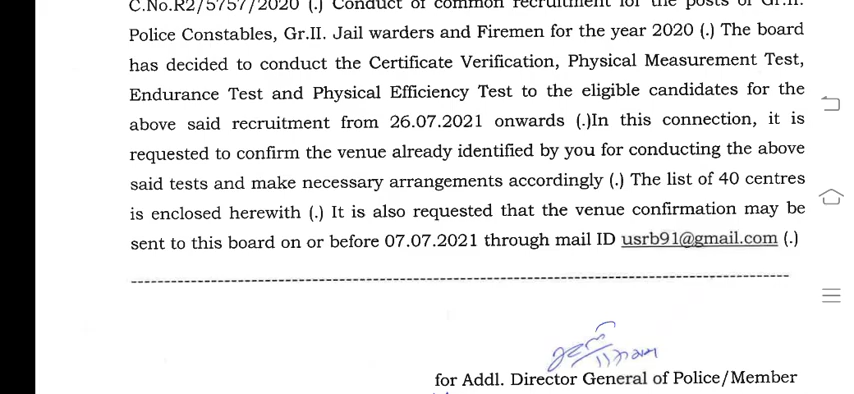 C.No.R2/5757/2020 (.) Conduct of common recruitment for the posts of Gr.II.
Police Constables, Gr.II. Jail warders and Firemen for the year 2020 (.) The board
has decided to conduct the Certificate Verification, Physical Measurement Test,
Endurance Test and Physical Efficiency Test to the eligible candidates for the
above said recruitment from 26.07.2021 onwards (.)In this connection, it is
requested to confirm the venue already identified by you for conducting the above
said tests and make necessary arrangements accordingly (.) The list of 40 centres
is enclosed herewith (.) It is also requested that the venue confirmation may be
sent to this board on or before 07.07.2021 through mail ID usrb91@gmail.com (.)
for Addl. Director General of Police/Member